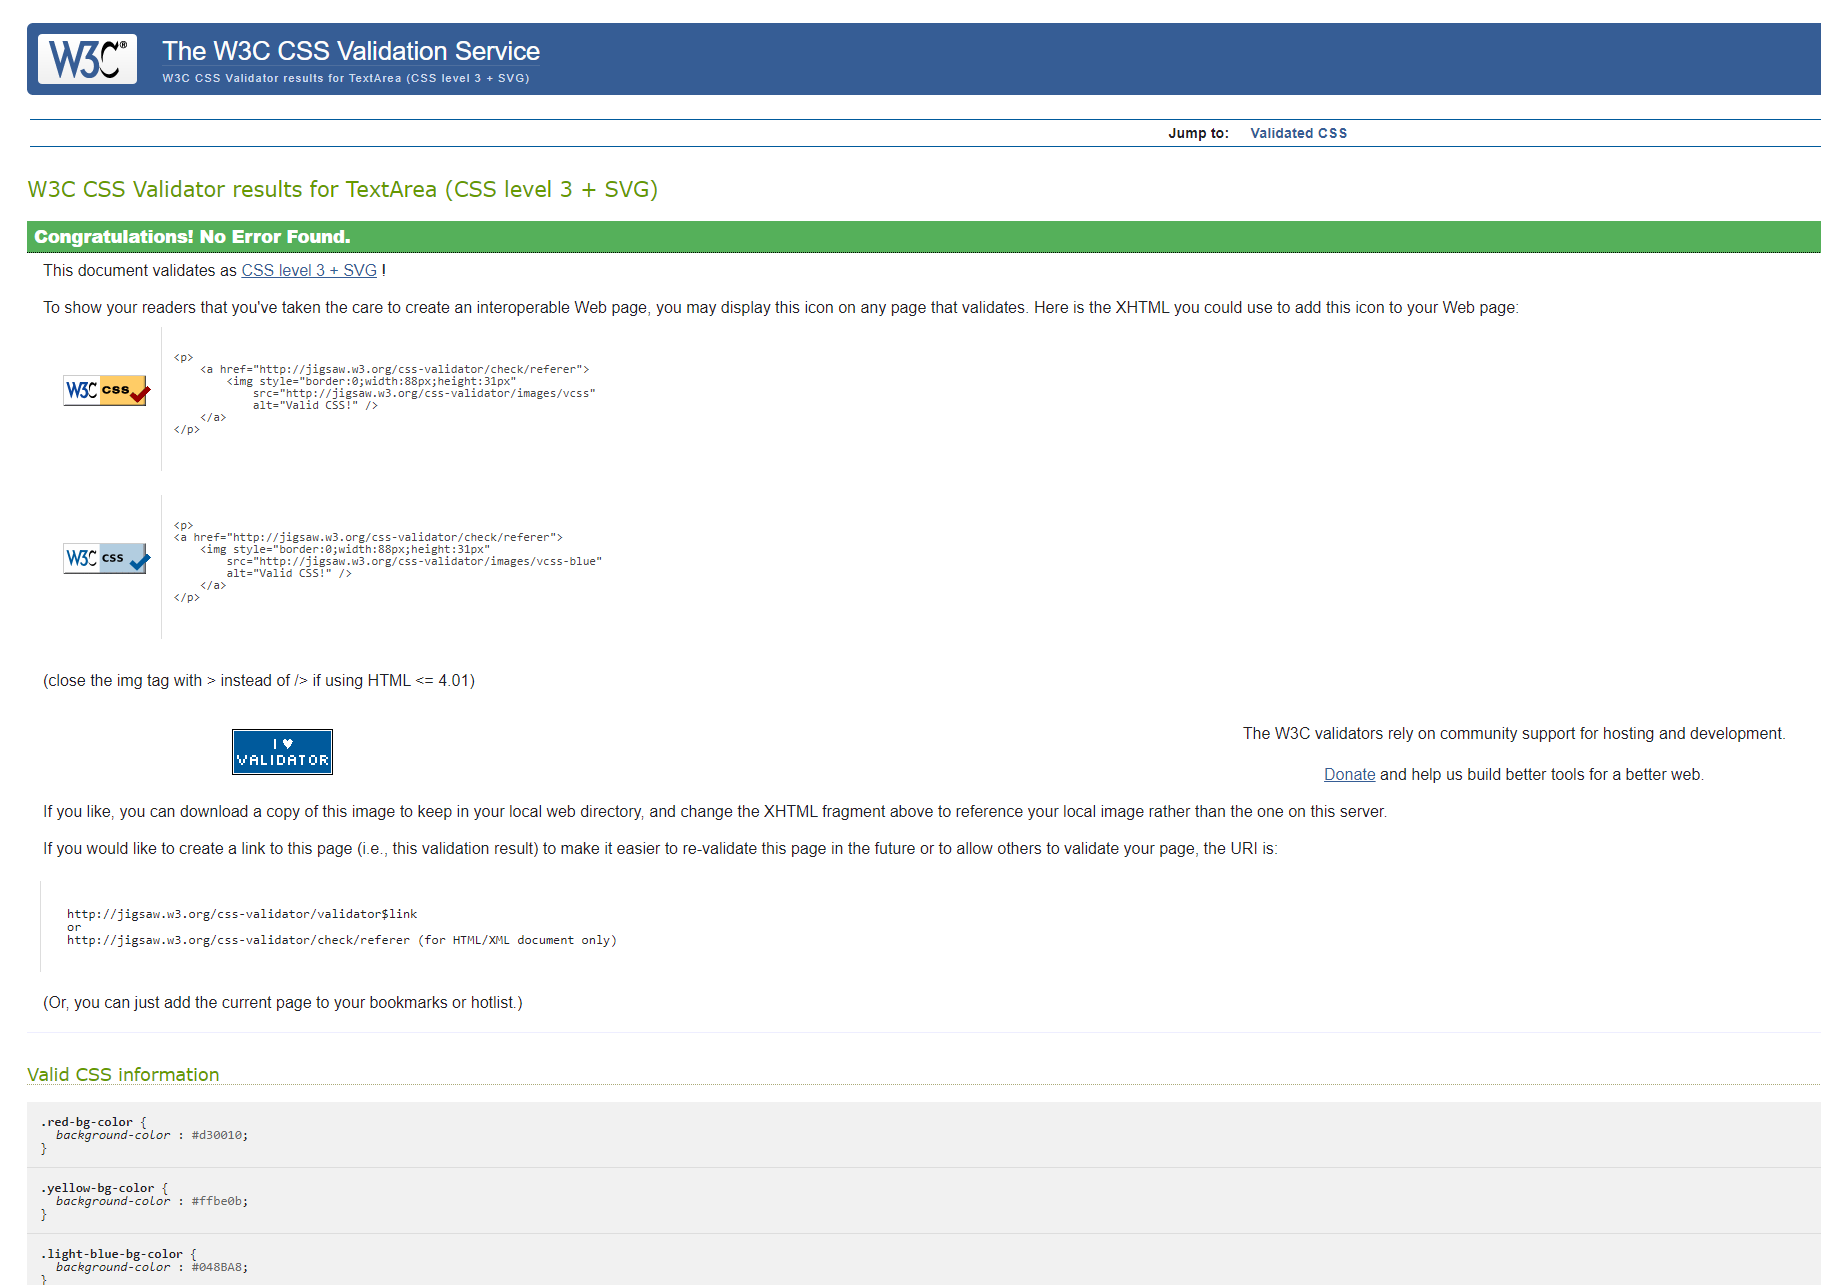 W3C®
The W3C CSS Validation Service
W3C CSS Validator results for TextArea (CSS level 3 + SVG)
Jump to: Validated CSS
W3C CSS Validator results for TextArea (CSS level 3 + SVG)
Congratulations! No Error Found.
This document validates as CSS level 3 + SVG !
To show your readers that you've taken the care to create an interoperable Web page, you may display this icon on any page that validates. Here is the XHTML you could use to add this icon to your Web page:
W3C css
<p>
<a href="http://jigsaw.w3.org/css-validator/check/referer">
<img style="border:0;width:88px;height:31px"
src="http://jigsaw.w3.org/css-validator/images/vcss"
alt="Valid CSS!" />
</a>
</p>
W3C css
<p>
<a href="http://jigsaw.w3.org/css-validator/check/referer">
<img style="border:0;width:88px;height:31px"
src="http://jigsaw.w3.org/css-validator/images/vcss-blue"
alt="Valid CSS!" />
</a>
</p>
(close the img tag with > instead of /> if using HTML <= 4.01)
I ♥
VALIDATOR
The W3C validators rely on community support for hosting and development.
Donate and help us build better tools for a better web.
If you like, you can download a copy of this image to keep in your local web directory, and change the XHTML fragment above to reference your local image rather than the one on this server.
If you would like to create a link to this page (i.e., this validation result) to make it easier to re-validate this page in the future or to allow others to validate your page, the URI is:
http://jigsaw.w3.org/css-validator/validator$link
or
http://jigsaw.w3.org/css-validator/check/referer (for HTML/XML document only)
(Or, you can just add the current page to your bookmarks or hotlist.)
Valid CSS information
.red-bg-color {
background-color : #d30010;
}
.yellow-bg-color {
background-color : #ffbe0b;
}
.light-blue-bg-color {
background-color : #048BA8;
}